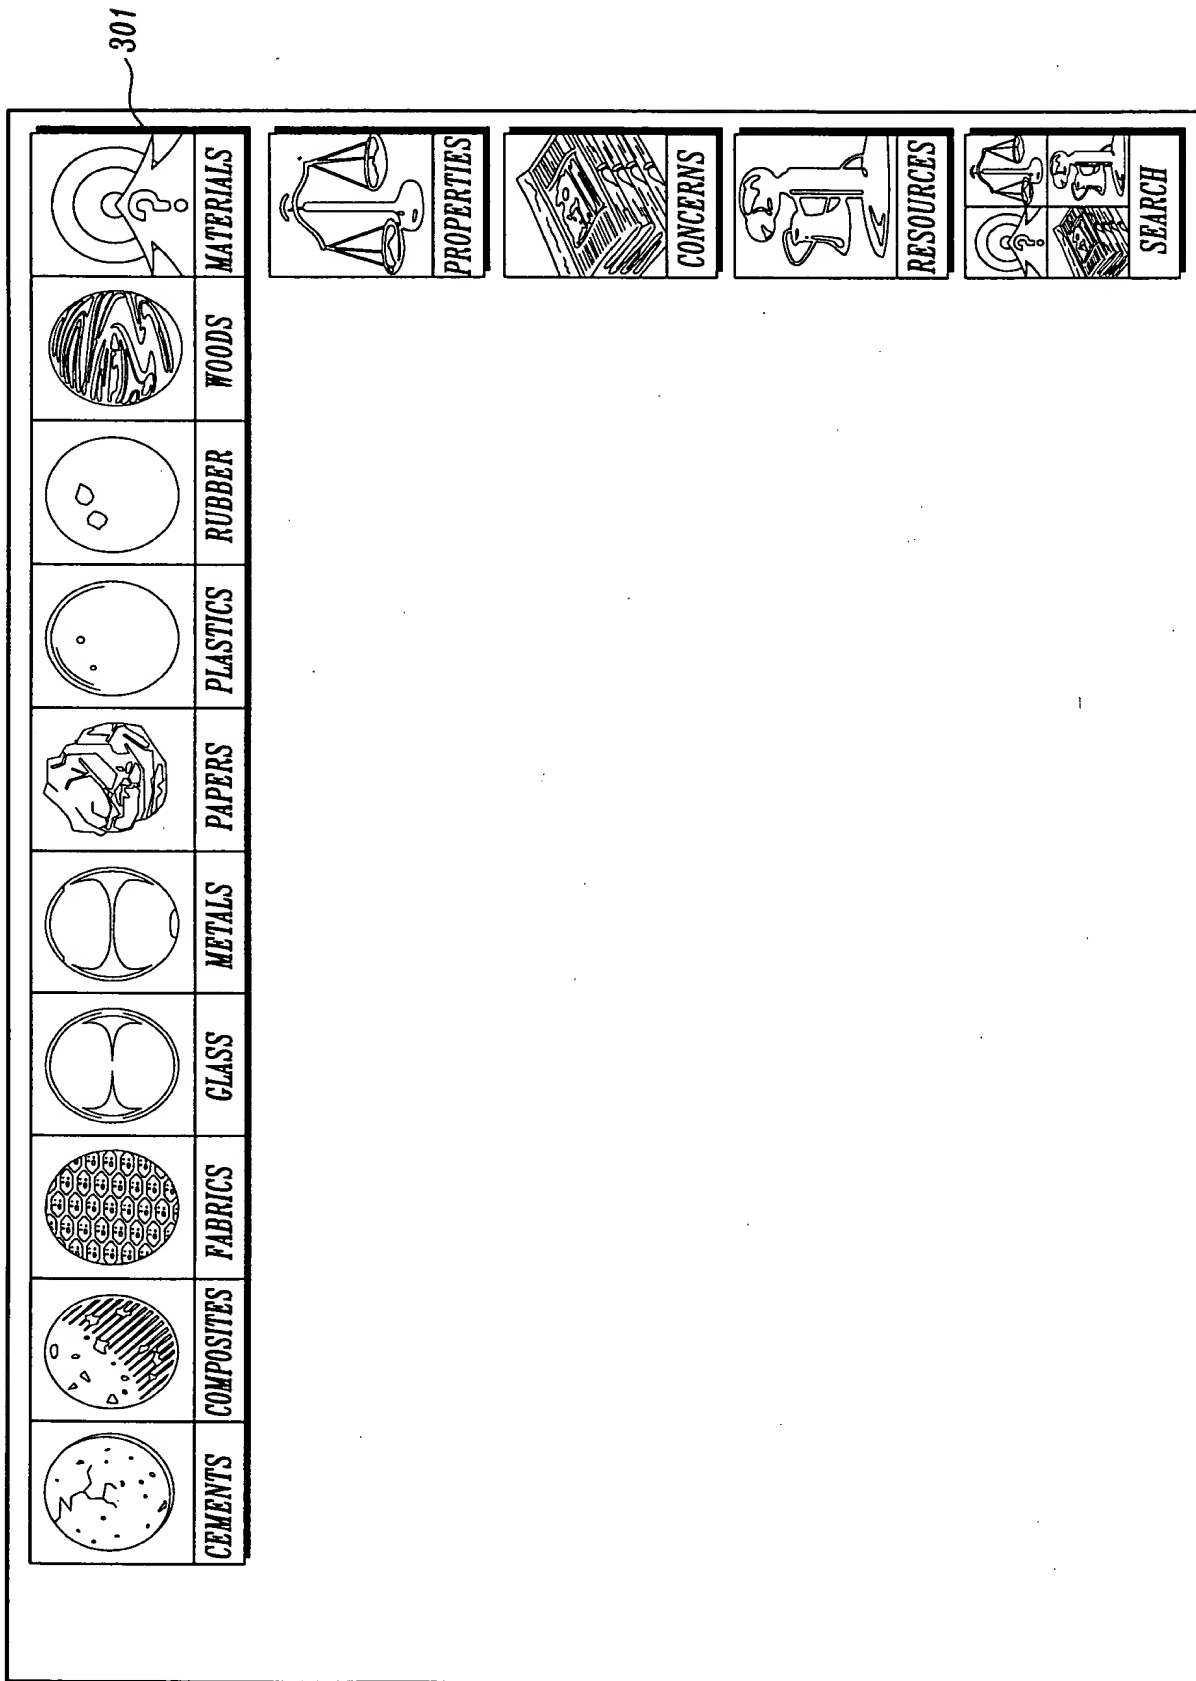 301
CEMENTS COMPOSITES FABRICS GLASS METALS PAPERS PLASTICS RUBBER WOODS MATERIALS
PROPERTIES
CONCERNS
RESOURCES
SEARCH